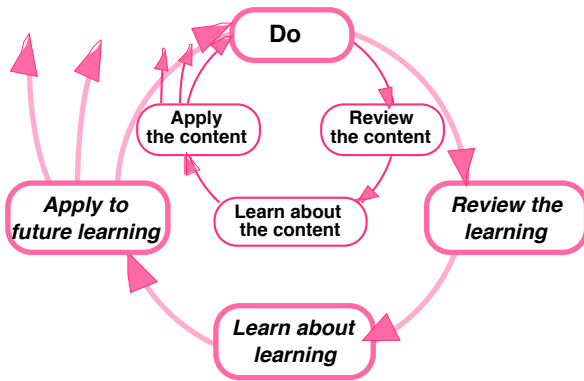 Do
Apply
the content
Review
the content
Learn about
the content
Apply to
future learning
Review the
learning
Learn about
learning